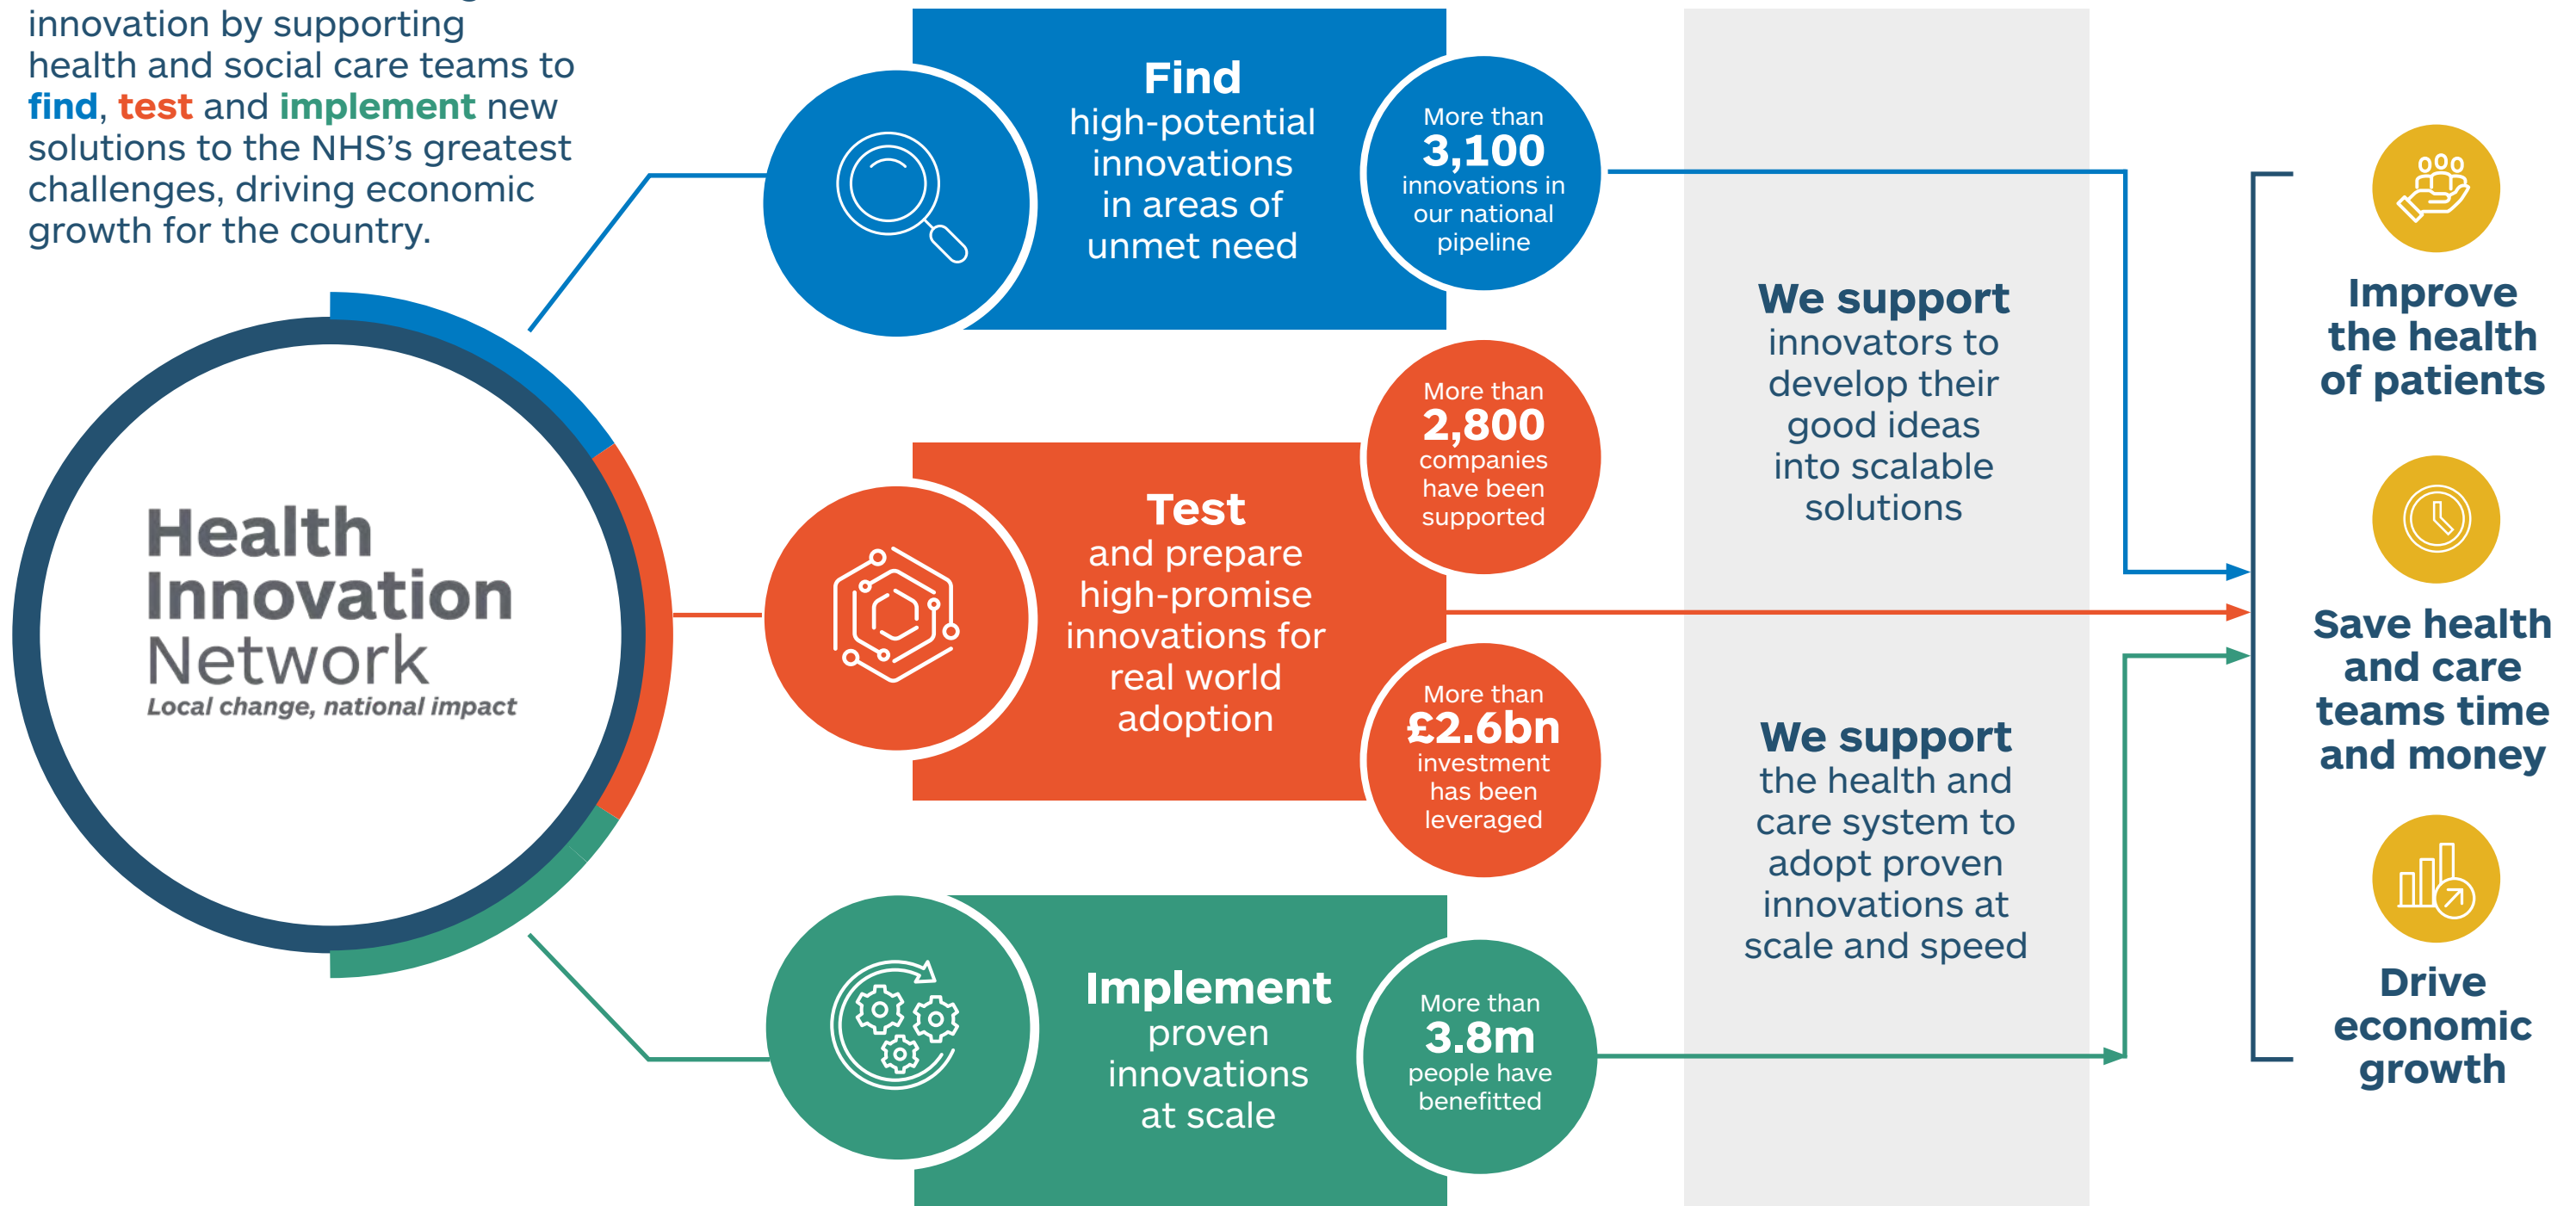 innovation by supporting
health and social care teams to
find, test and implement new
solutions to the NHS’s greatest
challenges, driving economic
growth for the country.
Health
Innovation
Network
Local change, national impact
Find
high-potential
innovations
in areas of
unmet need
More than
3,100
innovations in
our national
pipeline
Test
and prepare
high-promise
innovations for
real world
adoption
More than
2,800
companies
have been
supported
More than
£2.6bn
investment
has been
leveraged
Implement
proven
innovations
at scale
More than
3.8m
people have
benefitted
We support
innovators to
develop their
good ideas
into scalable
solutions
We support
the health and
care system to
adopt proven
innovations at
scale and speed
Improve
the health
of patients
Save health
and care
teams time
and money
Drive
economic
growth